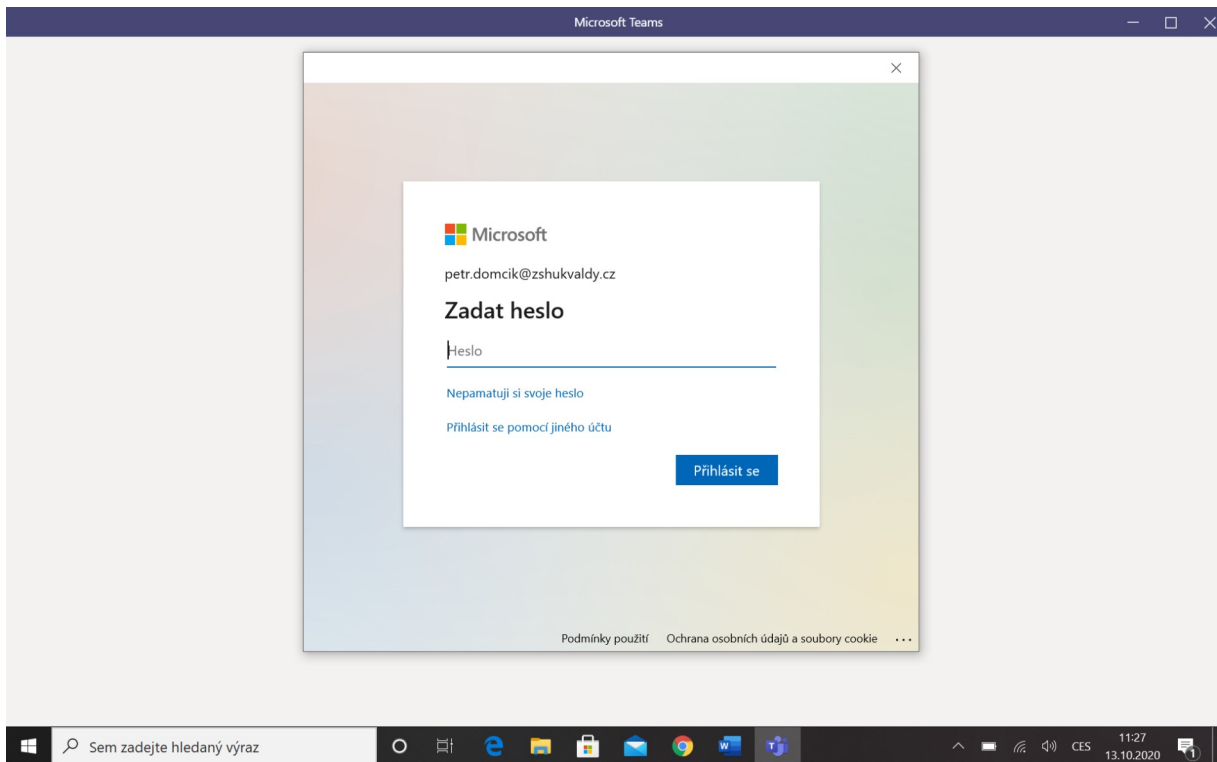 Microsoft Teams
Microsoft
petr.domcik@zshukvaldy.cz
Zadat heslo
Heslo
Nepamatuji si svoje heslo
Přihlásit se pomocí jiného účtu
Přihlásit se
Podmínky použití Ochrana osobních údajů a soubory cookie ...
Sem zadejte hledaný výraz
W
CES
11:27
13.10.2020
1